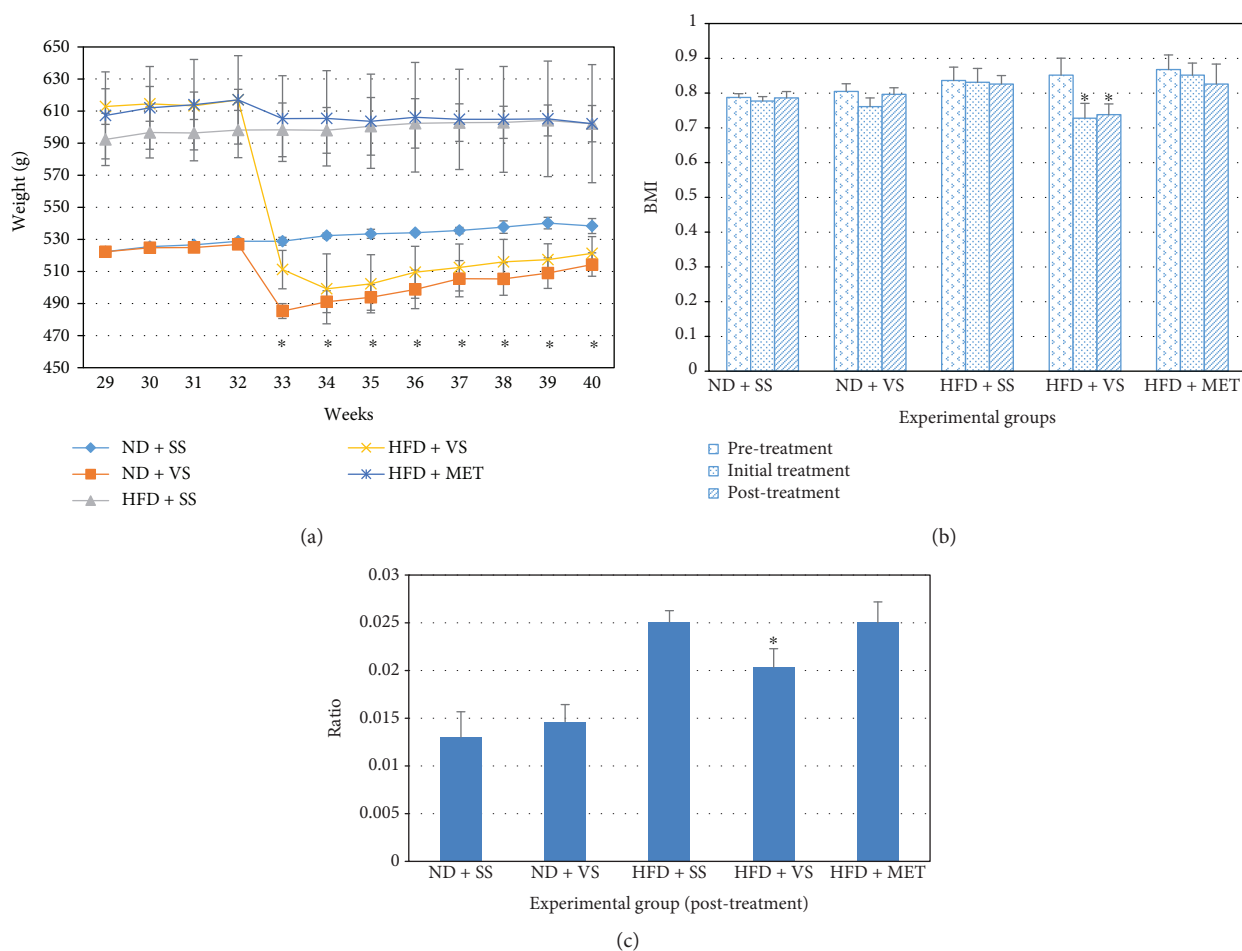 650
630
610
590
570
550
530
510
490
470
450
Weight (g)
* * * * * * * *
29 30 31 32 33 34 35 36 37 38 39 40
Weeks
ND + SS
ND + VS
HFD + SS
HFD + VS
HFD + MET
(a)
1
0.9
0.8
0.7
0.6
0.5
0.4
0.3
0.2
0.1
0
BMI
* *
ND + SS ND + VS HFD + SS HFD + VS HFD + MET
Experimental groups
Pre-treatment
Initial treatment
Post-treatment
(b)
0.03
0.025
0.02
0.015
0.01
0.005
0
Ratio
*
ND + SS ND + VS HFD + SS HFD + VS HFD + MET
Experimental group (post-treatment)
(c)